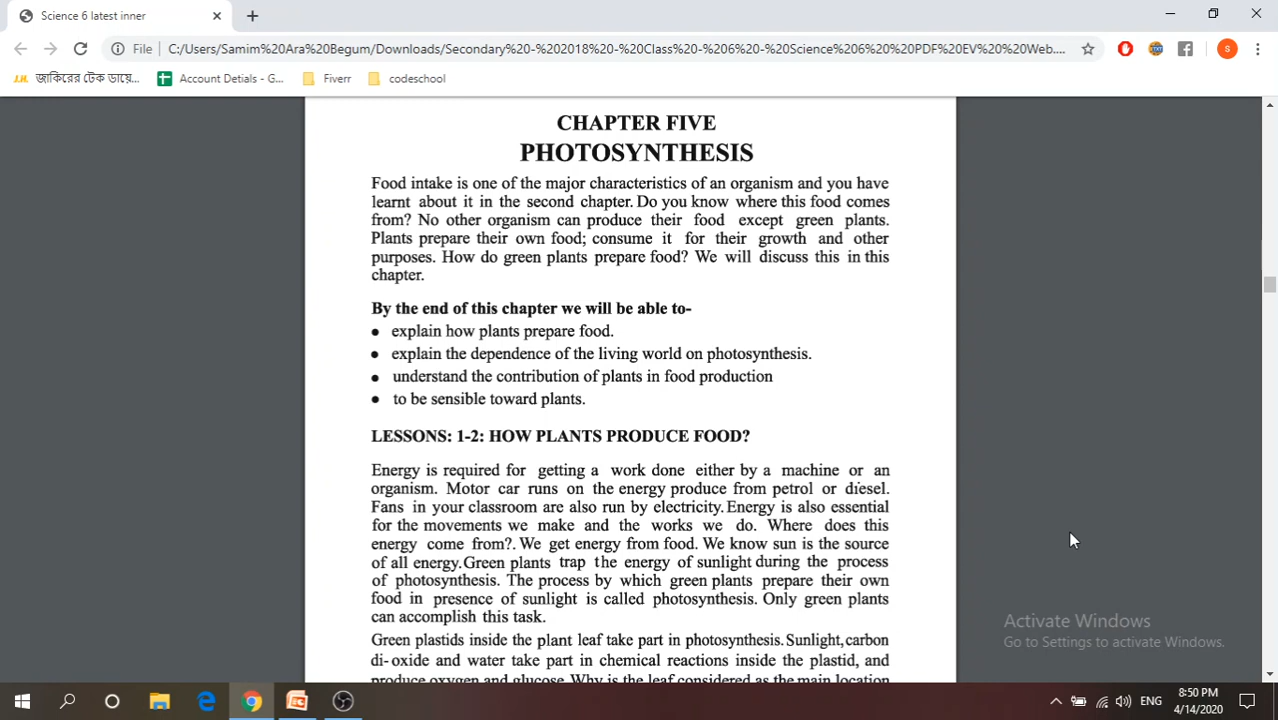 Science 6 latest inner
File
C:/Users/Samim%20Ara%20Begum/Downloads/Secondary%20-%202018%20-%20Class%20-%206%20-%20Science%206%20%20PDF%20EV%20%20Web....
S
J.H. জাকিরের টেক ডায়ে...
Account Detials - G...
Fiverr
codeschool
CHAPTER FIVE
PHOTOSYNTHESIS
Food intake is one of the major characteristics of an organism and you have
learnt about it in the second chapter. Do you know where this food comes
from? No other organism can produce their food except green plants.
Plants prepare their own food; consume it for their growth and other
purposes. How do green plants prepare food? We will discuss this in this
chapter.
By the end of this chapter we will be able to-
• explain how plants prepare food.
• explain the dependence of the living world on photosynthesis.
• understand the contribution of plants in food production
• to be sensible toward plants.
LESSONS: 1-2: HOW PLANTS PRODUCE FOOD?
Energy is required for getting a work done either by a machine or an
organism. Motor car runs on the energy produce from petrol or diesel.
Fans in your classroom are also run by electricity. Energy is also essential
for the movements we make and the works we do. Where does this
energy come from?. We get energy from food. We know sun is the source
of all energy. Green plants trap the energy of sunlight during the process
of photosynthesis. The process by which green plants prepare their own
food in presence of sunlight is called photosynthesis. Only green plants
can accomplish this task.
Green plastids inside the plant leaf take part in photosynthesis. Sunlight, carbon
di-oxide and water take part in chemical reactions inside the plastid, and
produce oxygen and glucose. Why is the leaf considered as the main location
Activate Windows
Go to Settings to activate Windows.
ENG
8:50 PM
4/14/2020